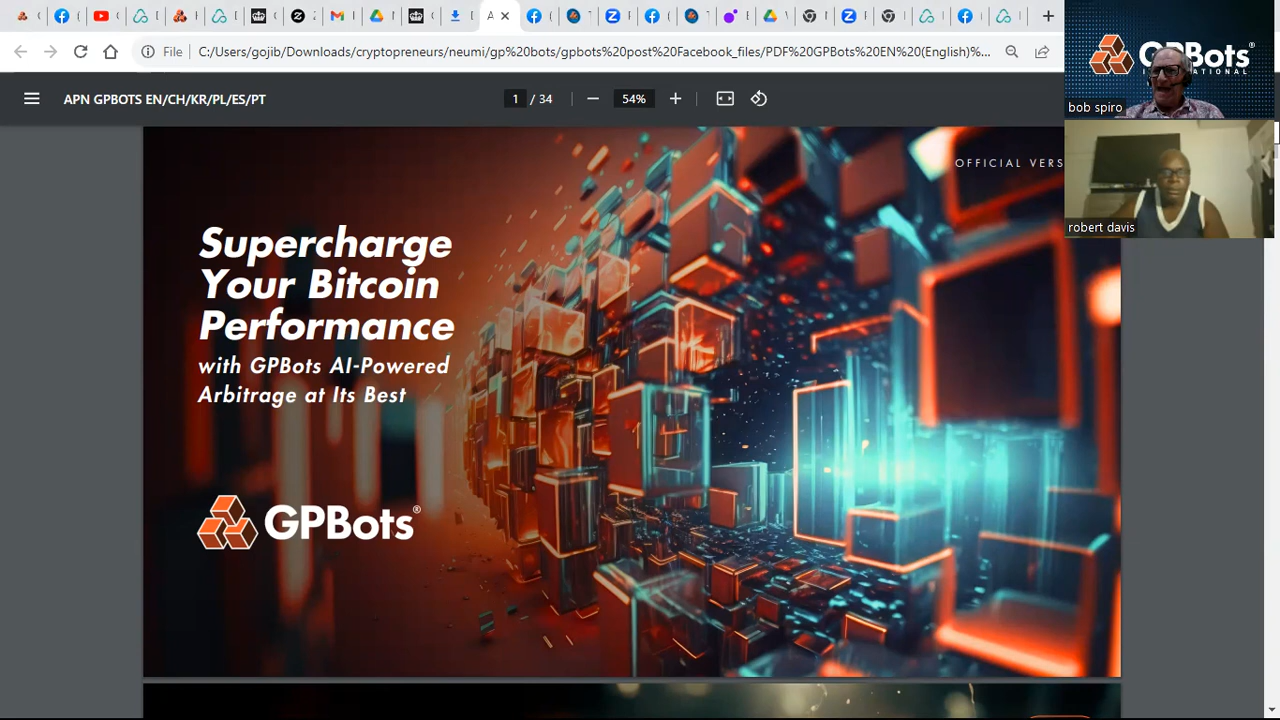 File
C:/Users/gojib/Downloads/cryptopreneurs/neumi/gp%20bots/gpbots%20post%20facebook_files/PDF%20GPBots%20EN%20(English)%...
APN GPBOTS EN/CH/KR/PL/ES/PT
1 / 34
54%
GPBots®
bob spiro
robert davis
OFFICIAL VERS
Supercharge
Your Bitcoin
Performance
with GPBots AI-Powered
Arbitrage at Its Best
GPBots®